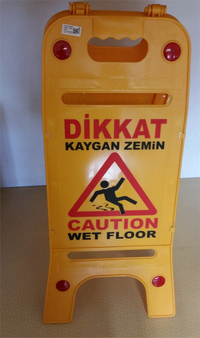 DİKKAT
KAYGAN ZEMİN
CAUTION
WET FLOOR